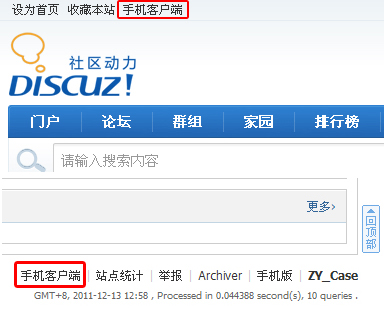 设为首页 收藏本站 手机客户端
社区动力
DISCUZ!
门户 论坛 群组 家园 排行榜
请输入搜索内容
更多›
回顶部
手机客户端 | 站点统计 | 举报 | Archiver | 手机版 | ZY_Case
GMT+8, 2011-12-13 12:58 , Processed in 0.044388 second(s), 10 queries .